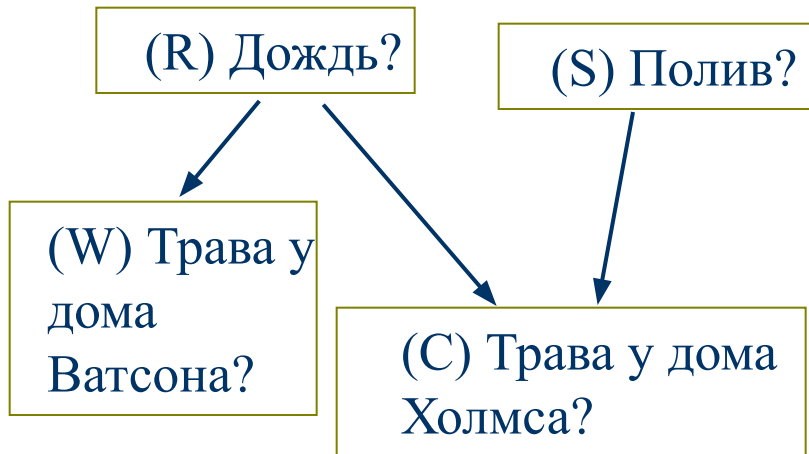 (R) Дождь?
(S) Полив?
(W) Трава у
дома
Ватсона?
(C) Трава у дома
Холмса?